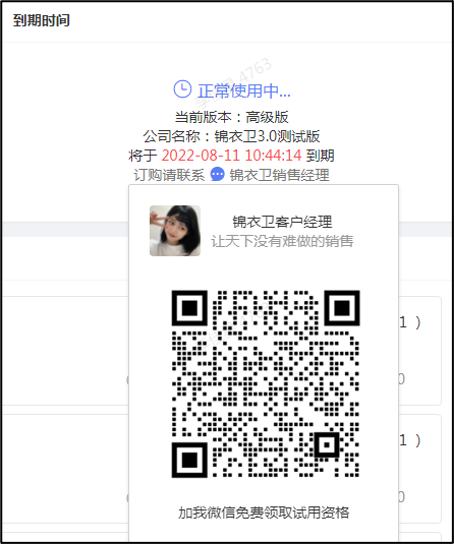 到期时间
正常使用中...
当前版本：高级版
公司名称：锦衣卫3.0测试版
将于 2022-08-11 10:44:14 到期
订购请联系 锦衣卫销售经理
锦衣卫客户经理
让天下没有难做的销售
1 ）
0
1 ）
0
加我微信免费领取试用资格